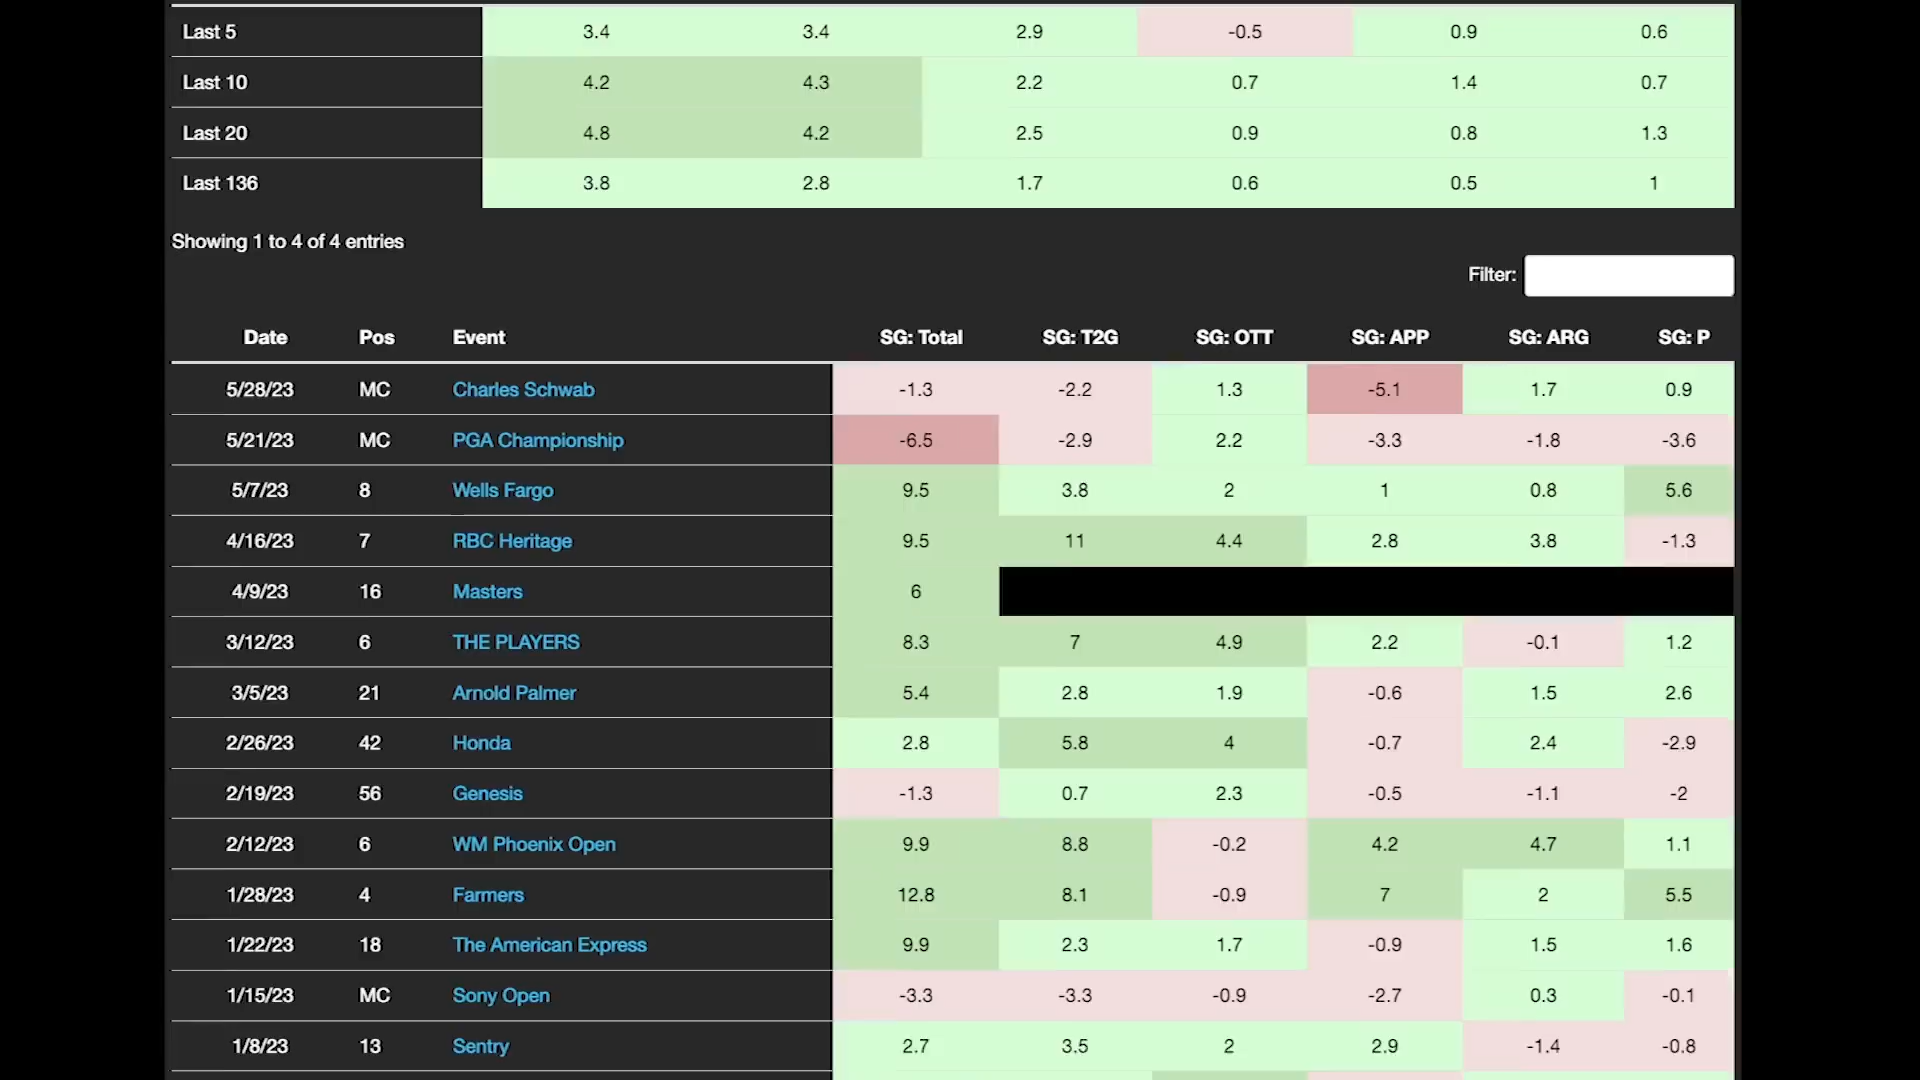 Last 5 3.4 3.4 2.9 -0.5 0.9 0.6
Last 10 4.2 4.3 2.2 0.7 1.4 0.7
Last 20 4.8 4.2 2.5 0.9 0.8 1.3
Last 136 3.8 2.8 1.7 0.6 0.5 1
Showing 1 to 4 of 4 entries
Filter:
Date Pos Event SG: Total SG: T2G SG: OTT SG: APP SG: ARG SG: P
5/28/23 MC Charles Schwab -1.3 -2.2 1.3 -5.1 1.7 0.9
5/21/23 MC PGA Championship -6.5 -2.9 2.2 -3.3 -1.8 -3.6
5/7/23 8 Wells Fargo 9.5 3.8 2 1 0.8 5.6
4/16/23 7 RBC Heritage 9.5 11 4.4 2.8 3.8 -1.3
4/9/23 16 Masters 6
3/12/23 6 THE PLAYERS 8.3 7 4.9 2.2 -0.1 1.2
3/5/23 21 Arnold Palmer 5.4 2.8 1.9 -0.6 1.5 2.6
2/26/23 42 Honda 2.8 5.8 4 -0.7 2.4 -2.9
2/19/23 56 Genesis -1.3 0.7 2.3 -0.5 -1.1 -2
2/12/23 6 WM Phoenix Open 9.9 8.8 -0.2 4.2 4.7 1.1
1/28/23 4 Farmers 12.8 8.1 -0.9 7 2 5.5
1/22/23 18 The American Express 9.9 2.3 1.7 -0.9 1.5 1.6
1/15/23 MC Sony Open -3.3 -3.3 -0.9 -2.7 0.3 -0.1
1/8/23 13 Sentry 2.7 3.5 2 2.9 -1.4 -0.8